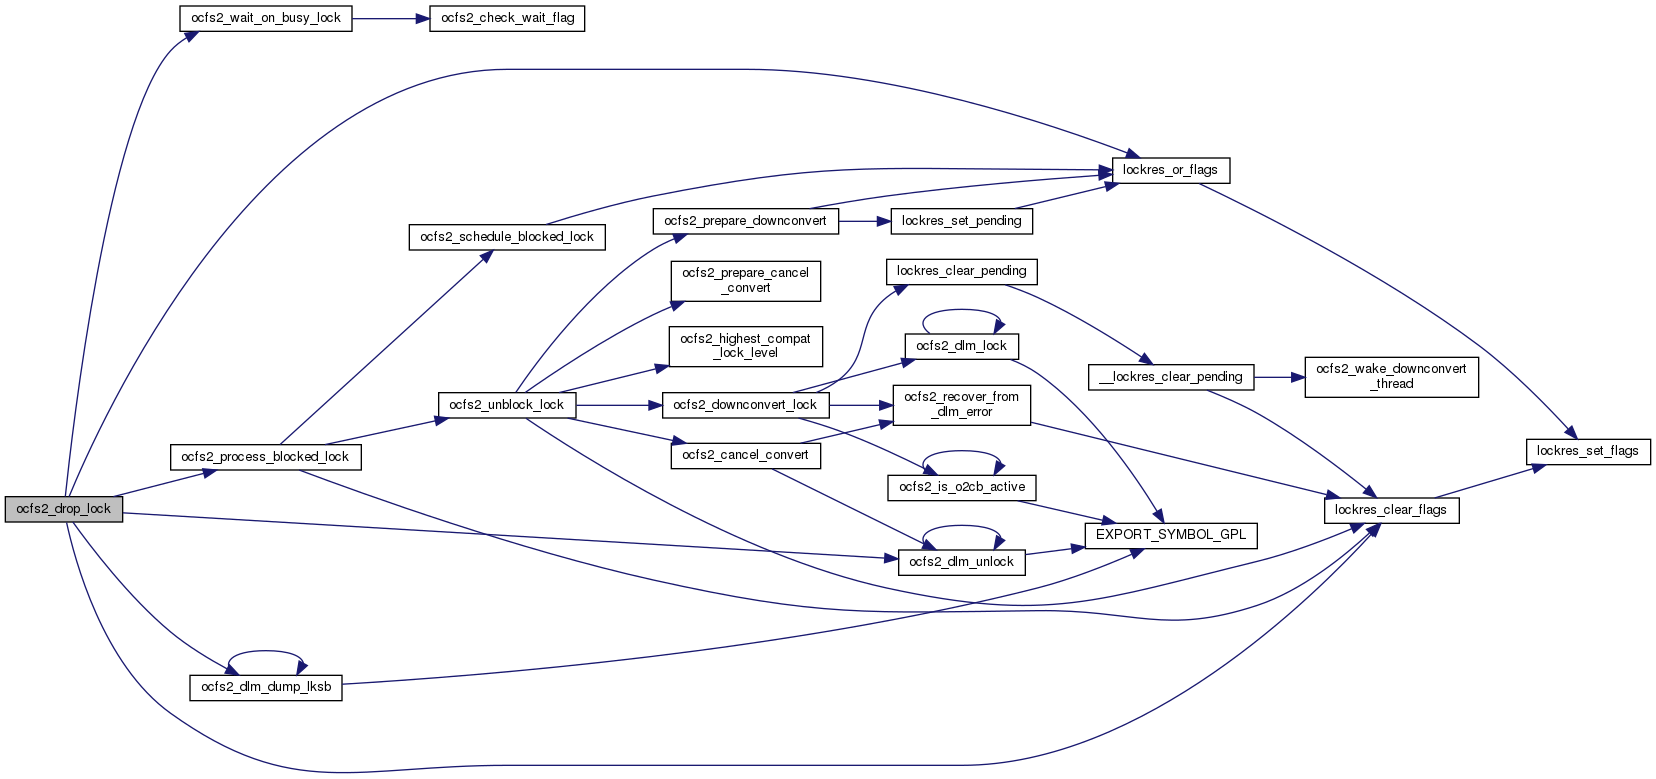 ocfs2_wait_on_busy_lock
ocfs2_check_wait_flag
lockres_or_flags
ocfs2_prepare_downconvert
lockres_set_pending
ocfs2_schedule_blocked_lock
ocfs2_prepare_cancel
_convert
lockres_clear_pending
ocfs2_highest_compat
_lock_level
ocfs2_dlm_lock
__lockres_clear_pending
ocfs2_wake_downconvert
_thread
ocfs2_unblock_lock
ocfs2_downconvert_lock
ocfs2_recover_from
_dlm_error
ocfs2_process_blocked_lock
ocfs2_cancel_convert
lockres_set_flags
ocfs2_is_o2cb_active
ocfs2_drop_lock
lockres_clear_flags
EXPORT_SYMBOL_GPL
ocfs2_dlm_unlock
ocfs2_dlm_dump_lksb